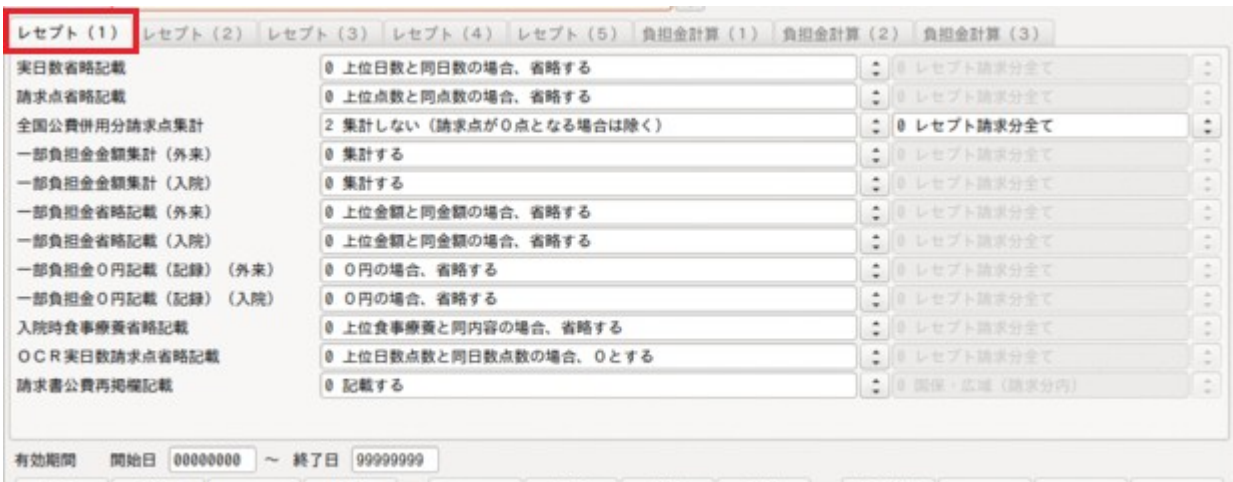 レセプト（1） レセプト（2） レセプト（3） レセプト（4） レセプト（5） 負担金計算（1） 負担金計算（2） 負担金計算（3）
実日数省略記載 0 上位日数と同日数の場合、省略する 0 レセプト請求分全て
請求点省略記載 0 上位点数と同点数の場合、省略する 0 レセプト請求分全て
全国公費併用分請求点集計 2 集計しない（請求点が０点となる場合は除く） 0 レセプト請求分全て
一部負担金金額集計（外来） 0 集計する 0 レセプト請求分全て
一部負担金金額集計（入院） 0 集計する 0 レセプト請求分全て
一部負担金省略記載（外来） 0 上位金額と同金額の場合、省略する 0 レセプト請求分全て
一部負担金省略記載（入院） 0 上位金額と同金額の場合、省略する 0 レセプト請求分全て
一部負担金０円記載（記録）（外来） 0 ０円の場合、省略する 0 レセプト請求分全て
一部負担金０円記載（記録）（入院） 0 ０円の場合、省略する 0 レセプト請求分全て
入院時食事療養省略記載 0 上位食事療養と同内容の場合、省略する 0 レセプト請求分全て
ＯＣＲ実日数請求点省略記載 0 上位日数点数と同日数点数の場合、０とする 0 レセプト請求分全て
請求書公費再掲欄記載 0 記載する 0 国保・広域（請求分内）
有効期間 開始日 00000000 ～ 終了日 99999999